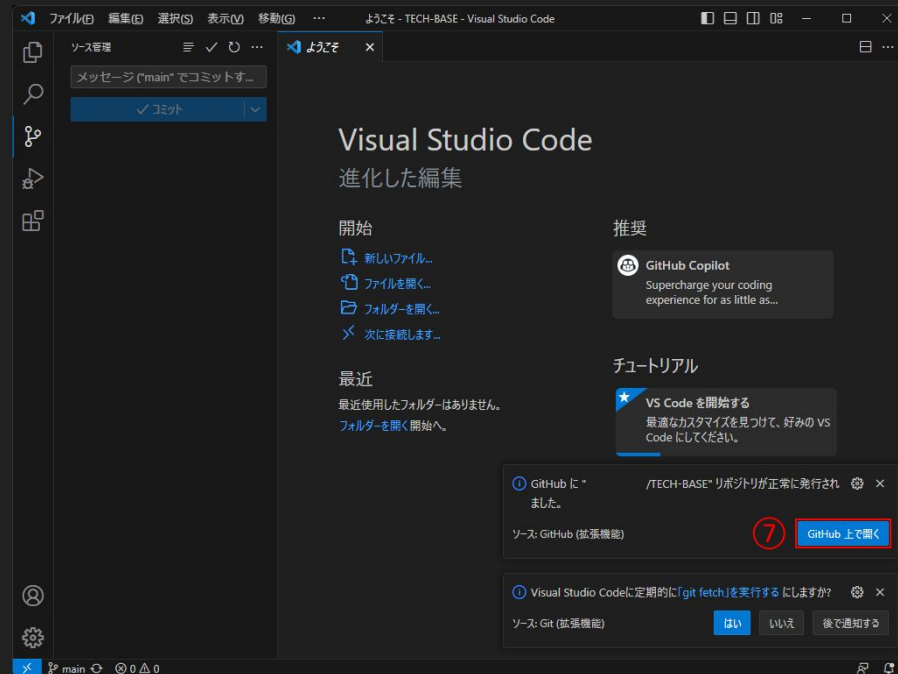 ファイル(F) 編集(E) 選択(S) 表示(V) 移動(G) ··· ようこそ - TECH-BASE - Visual Studio Code
ソース管理
ようこそ
メッセージ ("main" でコミットす...
コミット
Visual Studio Code
進化した編集
開始
新しいファイル...
ファイルを開く...
フォルダーを開く...
次に接続します...
最近
最近使用したフォルダーはありません。
フォルダーを開く開始へ。
推奨
GitHub Copilot
Supercharge your coding
experience for as little as...
チュートリアル
VS Code を開始する
最適なカスタマイズを見つけて、好みの VS
Code にしてください。
GitHub に " /TECH-BASE" リポジトリが正常に発行され
ました。
ソース: GitHub (拡張機能)
⑦ GitHub 上で開く
Visual Studio Codeに定期的に「git fetch」を実行する にしますか?
ソース: Git (拡張機能)
はい いいえ 後で通知する
main 0 0